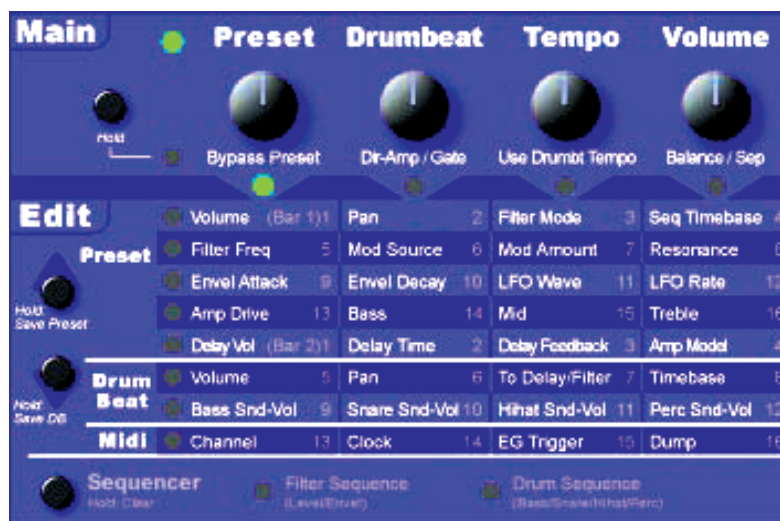 Main
Preset Drumbeat Tempo Volume
Hold
Bypass Preset Dir-Amp / Gate Use Drumbt Tempo Balance / Sep
Edit
Volume (Bar 1)1 Pan 2 Filter Mode 3 Seq Timebase
Preset
Filter Freq 5 Mod Source 6 Mod Amount 7 Resonance
Envel Attack 9 Envel Decay 10 LFO Wave 11 LFO Rate
Hold:
Save Preset
Amp Drive 13 Bass 14 Mid 15 Treble 16
Delay Vol (Bar 2)1 Delay Time 2 Delay Feedback 3 Amp Model 4
Drum
Beat
Volume 5 Pan 6 To Delay/Filter 7 Timebase 8
Hold:
Save DB
Bass Snd-Vol 9 Snare Snd-Vol 10 Hihat Snd-Vol 11 Perc Snd-Vol
Midi
Channel 13 Clock 14 EG Trigger 15 Dump 16
Sequencer
Hold: Clear
Filter Sequence
(Level/Envel)
Drum Sequence
(Bass/Snare/Hihat/Perc)